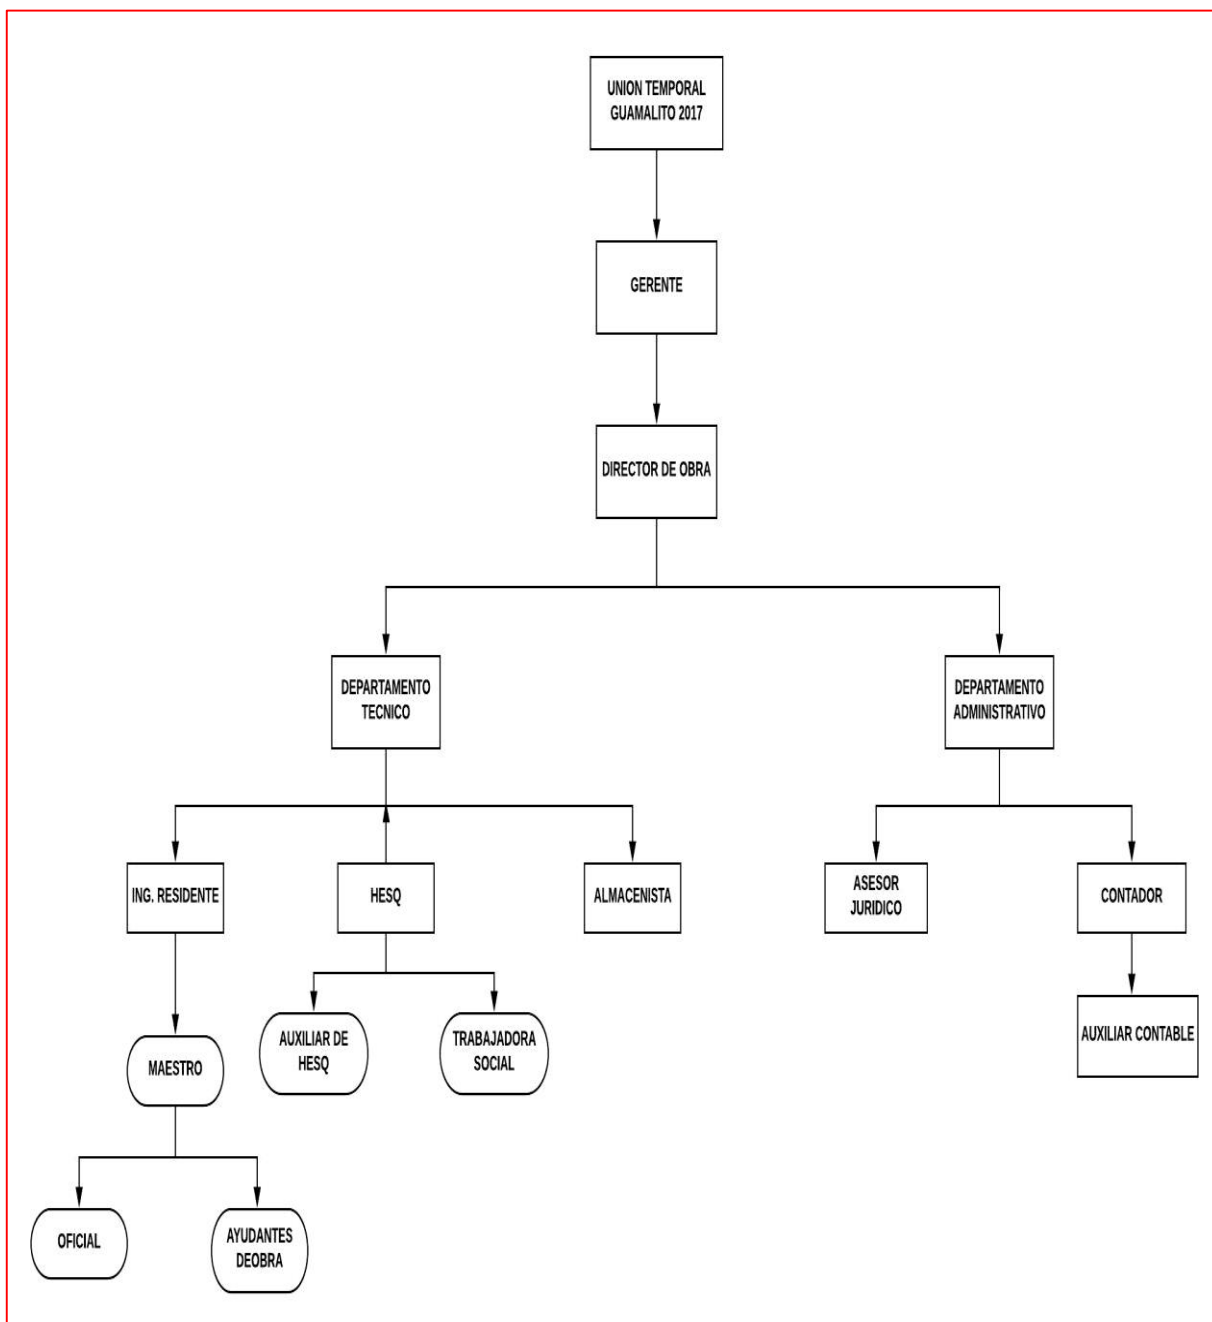 UNION TEMPORAL
GUAMALITO 2017
GERENTE
DIRECTOR DE OBRA
DEPARTAMENTO
TECNICO
DEPARTAMENTO
ADMINISTRATIVO
ING. RESIDENTE
HESQ
ALMACENISTA
ASESOR
JURIDICO
CONTADOR
MAESTRO
AUXILIAR DE
HESQ
TRABAJADORA
SOCIAL
AUXILIAR CONTABLE
OFICIAL
AYUDANTES
DEOBRA